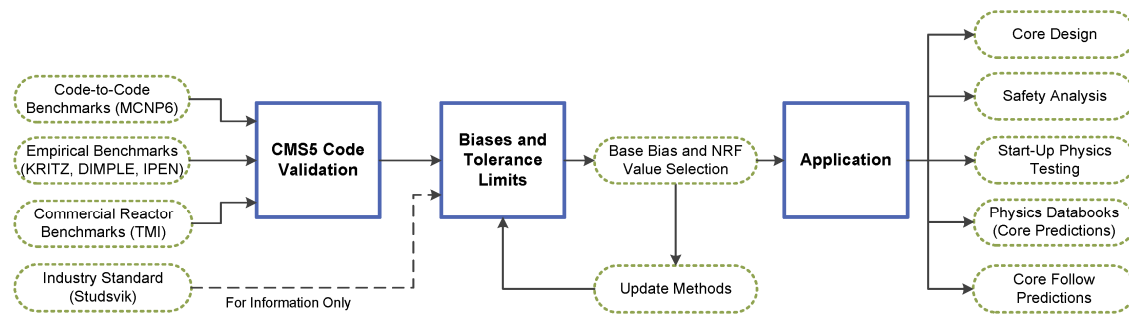 Code-to-Code
Benchmarks (MCNP6)
Empirical Benchmarks
(KRITZ, DIMPLE, IPEN)
Commercial Reactor
Benchmarks (TMI)
Industry Standard
(Studsvik)
For Information Only
CMS5 Code
Validation
Biases and
Tolerance
Limits
Base Bias and NRF
Value Selection
Update Methods
Application
Core Design
Safety Analysis
Start-Up Physics
Testing
Physics Databooks
(Core Predictions)
Core Follow
Predictions